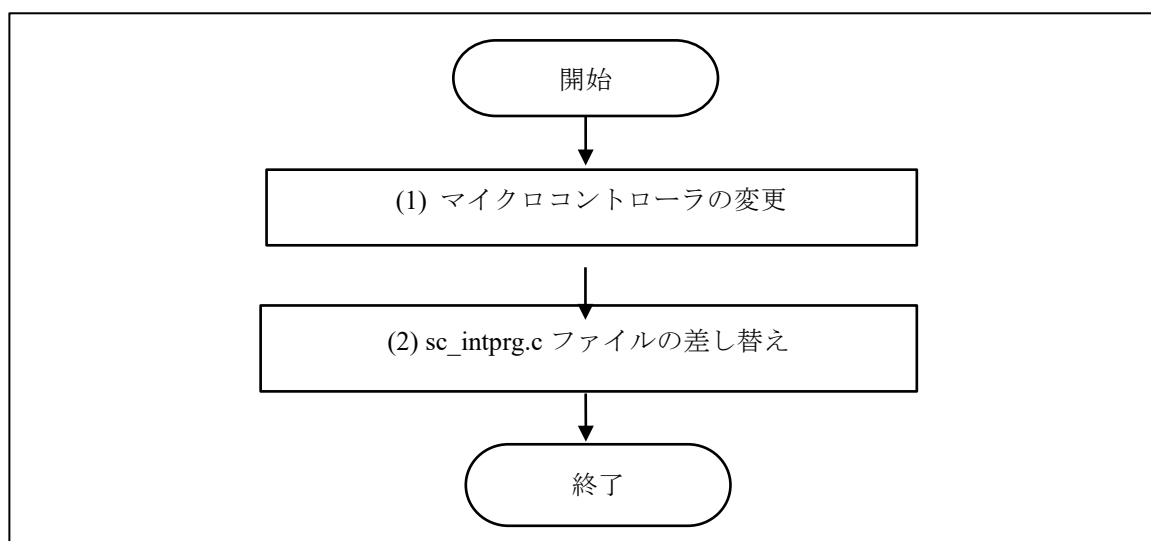 開始
(1) マイクロコントローラの変更
(2) sc_intprg.c ファイルの差し替え
終了